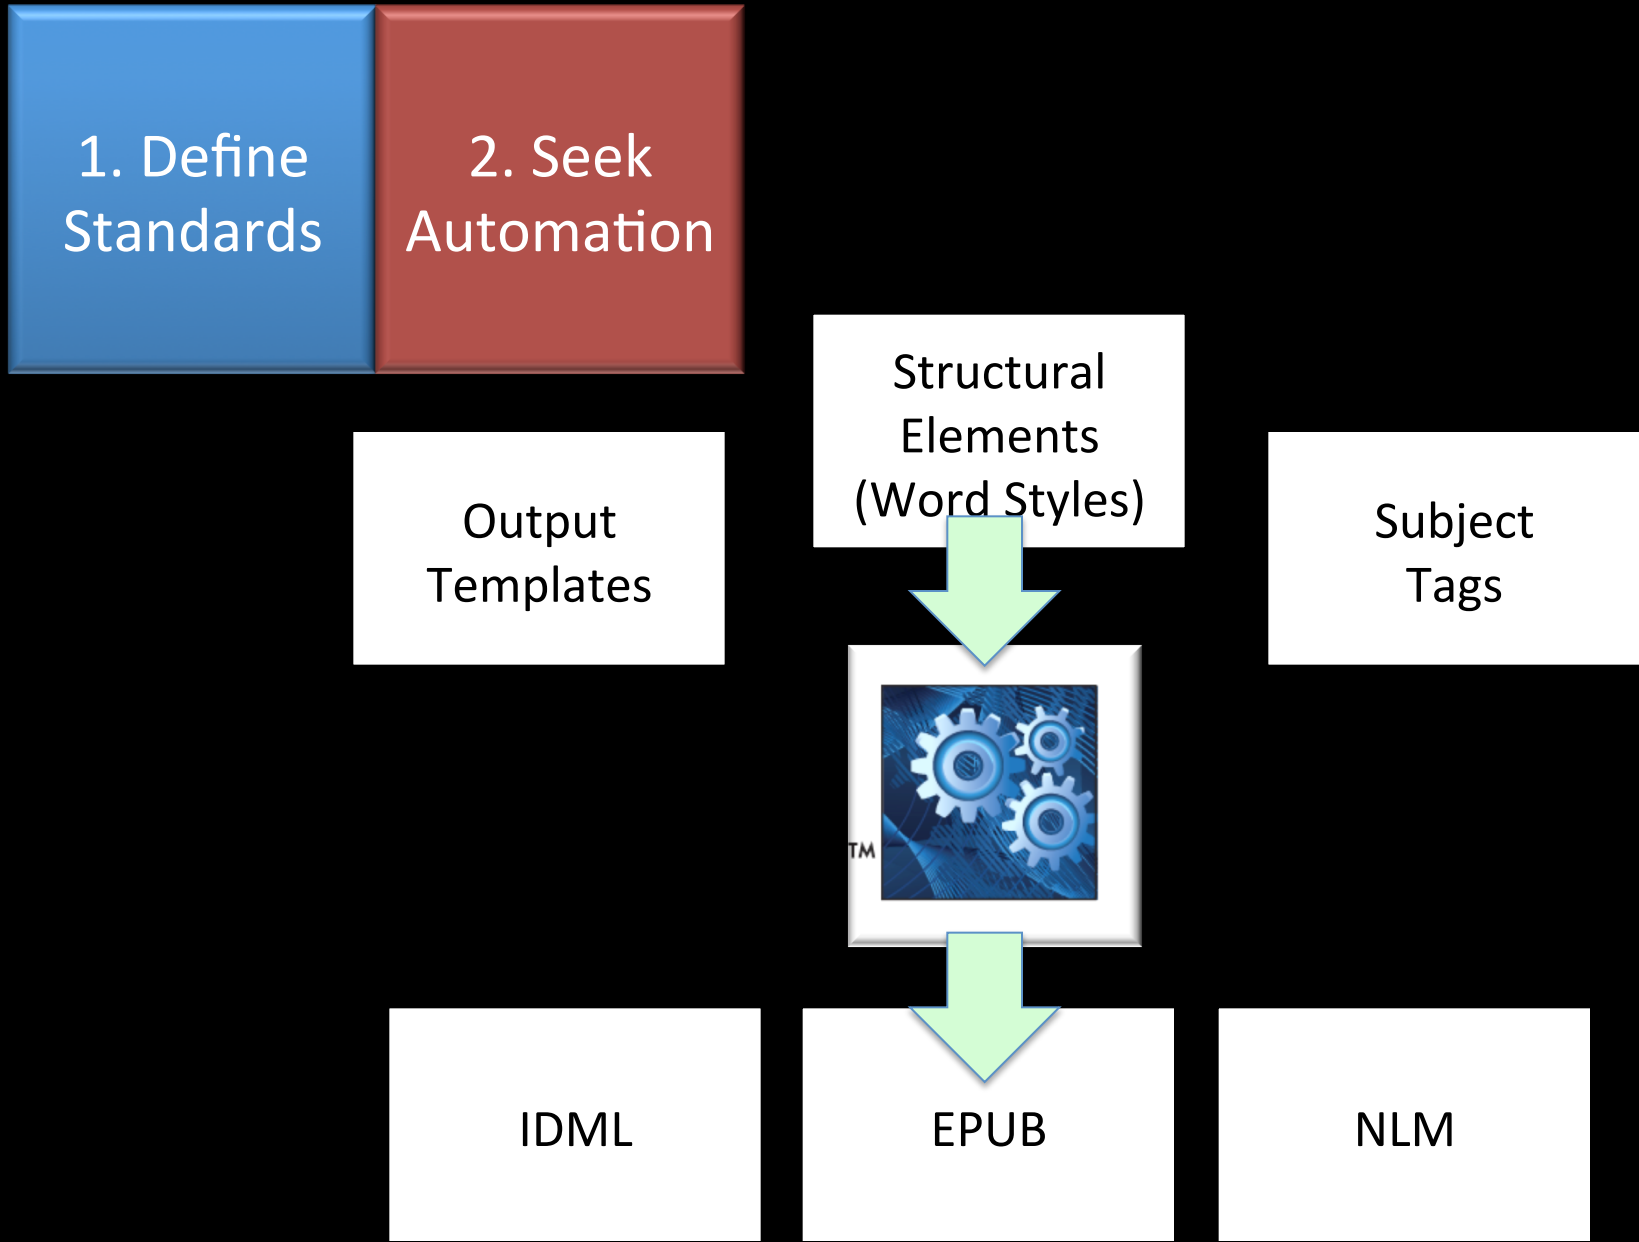 1. Define
Standards
2. Seek
Automation
Structural
Elements
(Word Styles)
Output
Templates
Subject
Tags
TM
IDML
EPUB
NLM